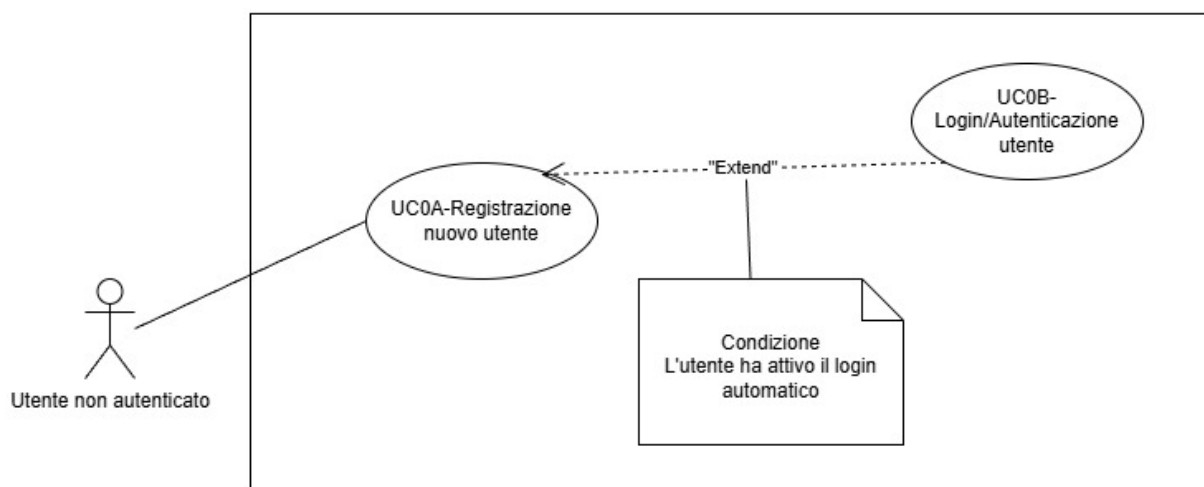 UC0B-
Login/Autenticazione
utente
"Extend"
UC0A-Registrazione
nuovo utente
Condizione
L'utente ha attivo il login
automatico
Utente non autenticato